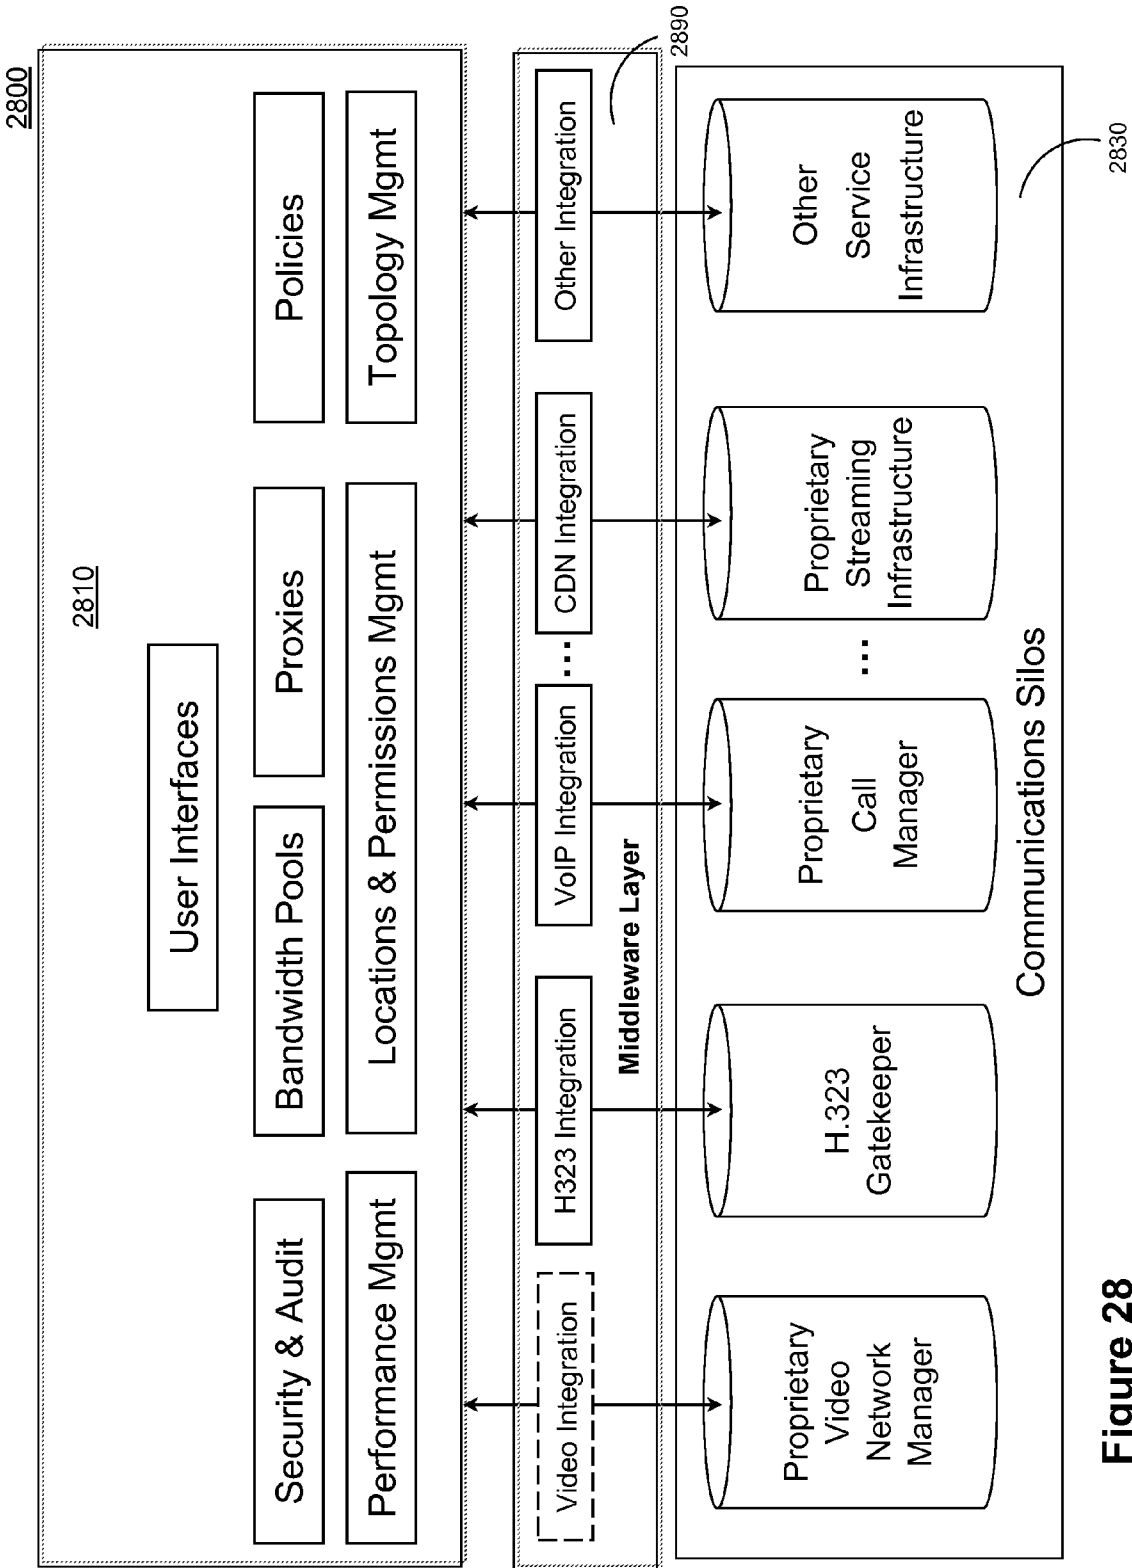 2800
2810
User Interfaces
Security & Audit
Bandwidth Pools
Proxies
Policies
Performance Mgmt
Locations & Permissions Mgmt
Topology Mgmt
Video Integration
H323 Integration
VoIP Integration
...
CDN Integration
Other Integration
Middleware Layer
2890
Proprietary
Video
Network
Manager
H.323
Gatekeeper
Proprietary
Call
Manager
...
Proprietary
Streaming
Infrastructure
Other
Service
Infrastructure
Communications Silos
2830
Figure 28